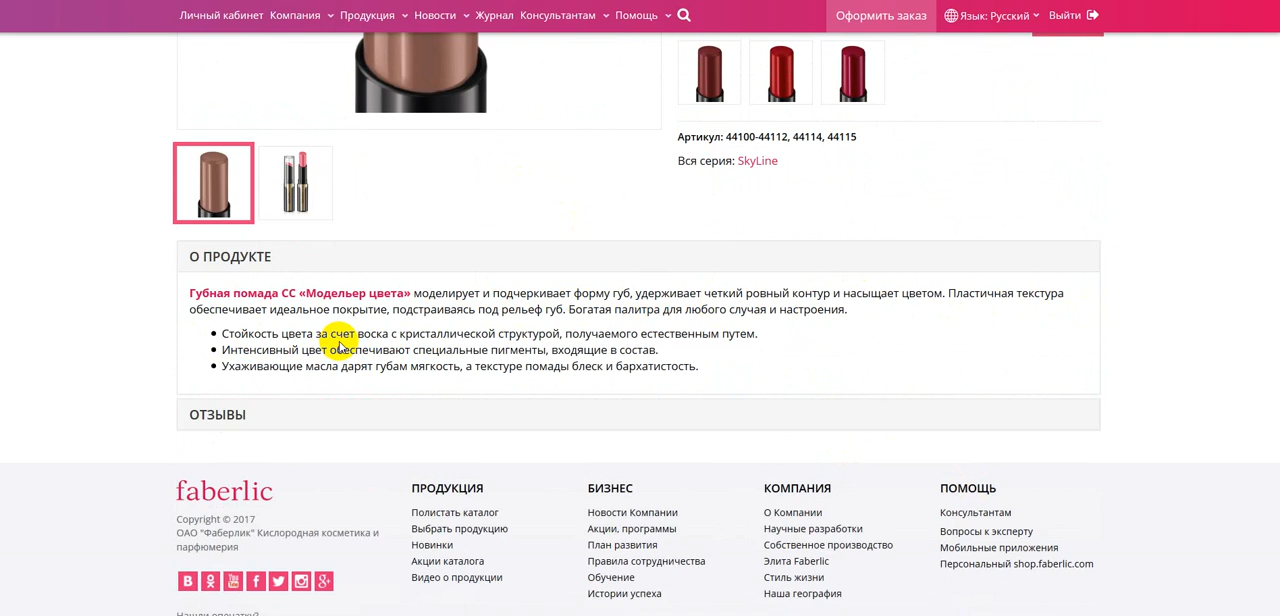 Личный кабинет Компания Продукция Новости Журнал Консультантам Помощь Оформить заказ Язык: Русский Выйти
Артикул: 44100-44112, 44114, 44115
Вся серия: SkyLine
О ПРОДУКТЕ
Губная помада СС «Модельер цвета» моделирует и подчеркивает форму губ, удерживает четкий ровный контур и насыщает цветом. Пластичная текстура
обеспечивает идеальное покрытие, подстраиваясь под рельеф губ. Богатая палитра для любого случая и настроения.
Стойкость цвета за счет воска с кристаллической структурой, получаемого естественным путем.
Интенсивный цвет обеспечивают специальные пигменты, входящие в состав.
Ухаживающие масла дарят губам мягкость, а текстуре помады блеск и бархатистость.
ОТЗЫВЫ
faberlic
Copyright © 2017
ОАО "Фаберлик" Кислородная косметика и
парфюмерия
Нашли опечатку?
ПРОДУКЦИЯ
Полистать каталог
Выбрать продукцию
Новинки
Акции каталога
Видео о продукции
БИЗНЕС
Новости Компании
Акции, программы
План развития
Правила сотрудничества
Обучение
Истории успеха
КОМПАНИЯ
О Компании
Научные разработки
Собственное производство
Элита Faberlic
Стиль жизни
Наша география
ПОМОЩЬ
Консультантам
Вопросы к эксперту
Мобильные приложения
Персональный shop.faberlic.com